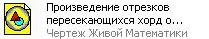 Произведение отрезков
пересекающихся хорд о...
Чертеж Живой Математики